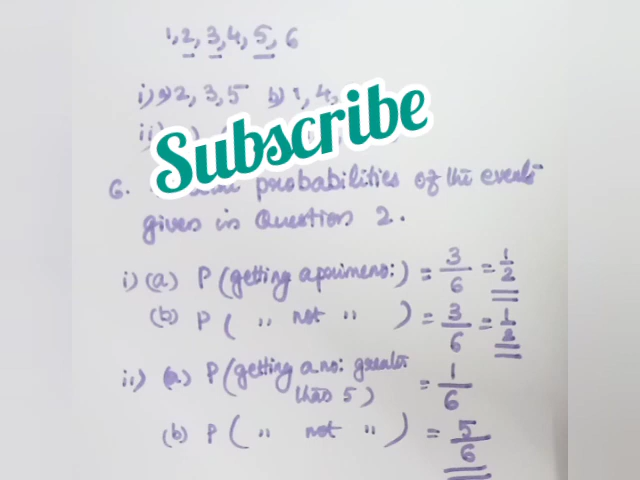 1, 2, 3, 4, 5, 6
i) a) 2, 3, 5 b) 1, 4,
ii)
Subscribe
6. probabilities of the events
given in Question 2.
i) (a) P (getting a prime no:) = 3/6 = 1/2
(b) P ( ,, not ,, ) = 3/6 = 1/2
ii) (a) P (getting a no: greater than 5) = 1/6
(b) P ( ,, not ,, ) = 5/6